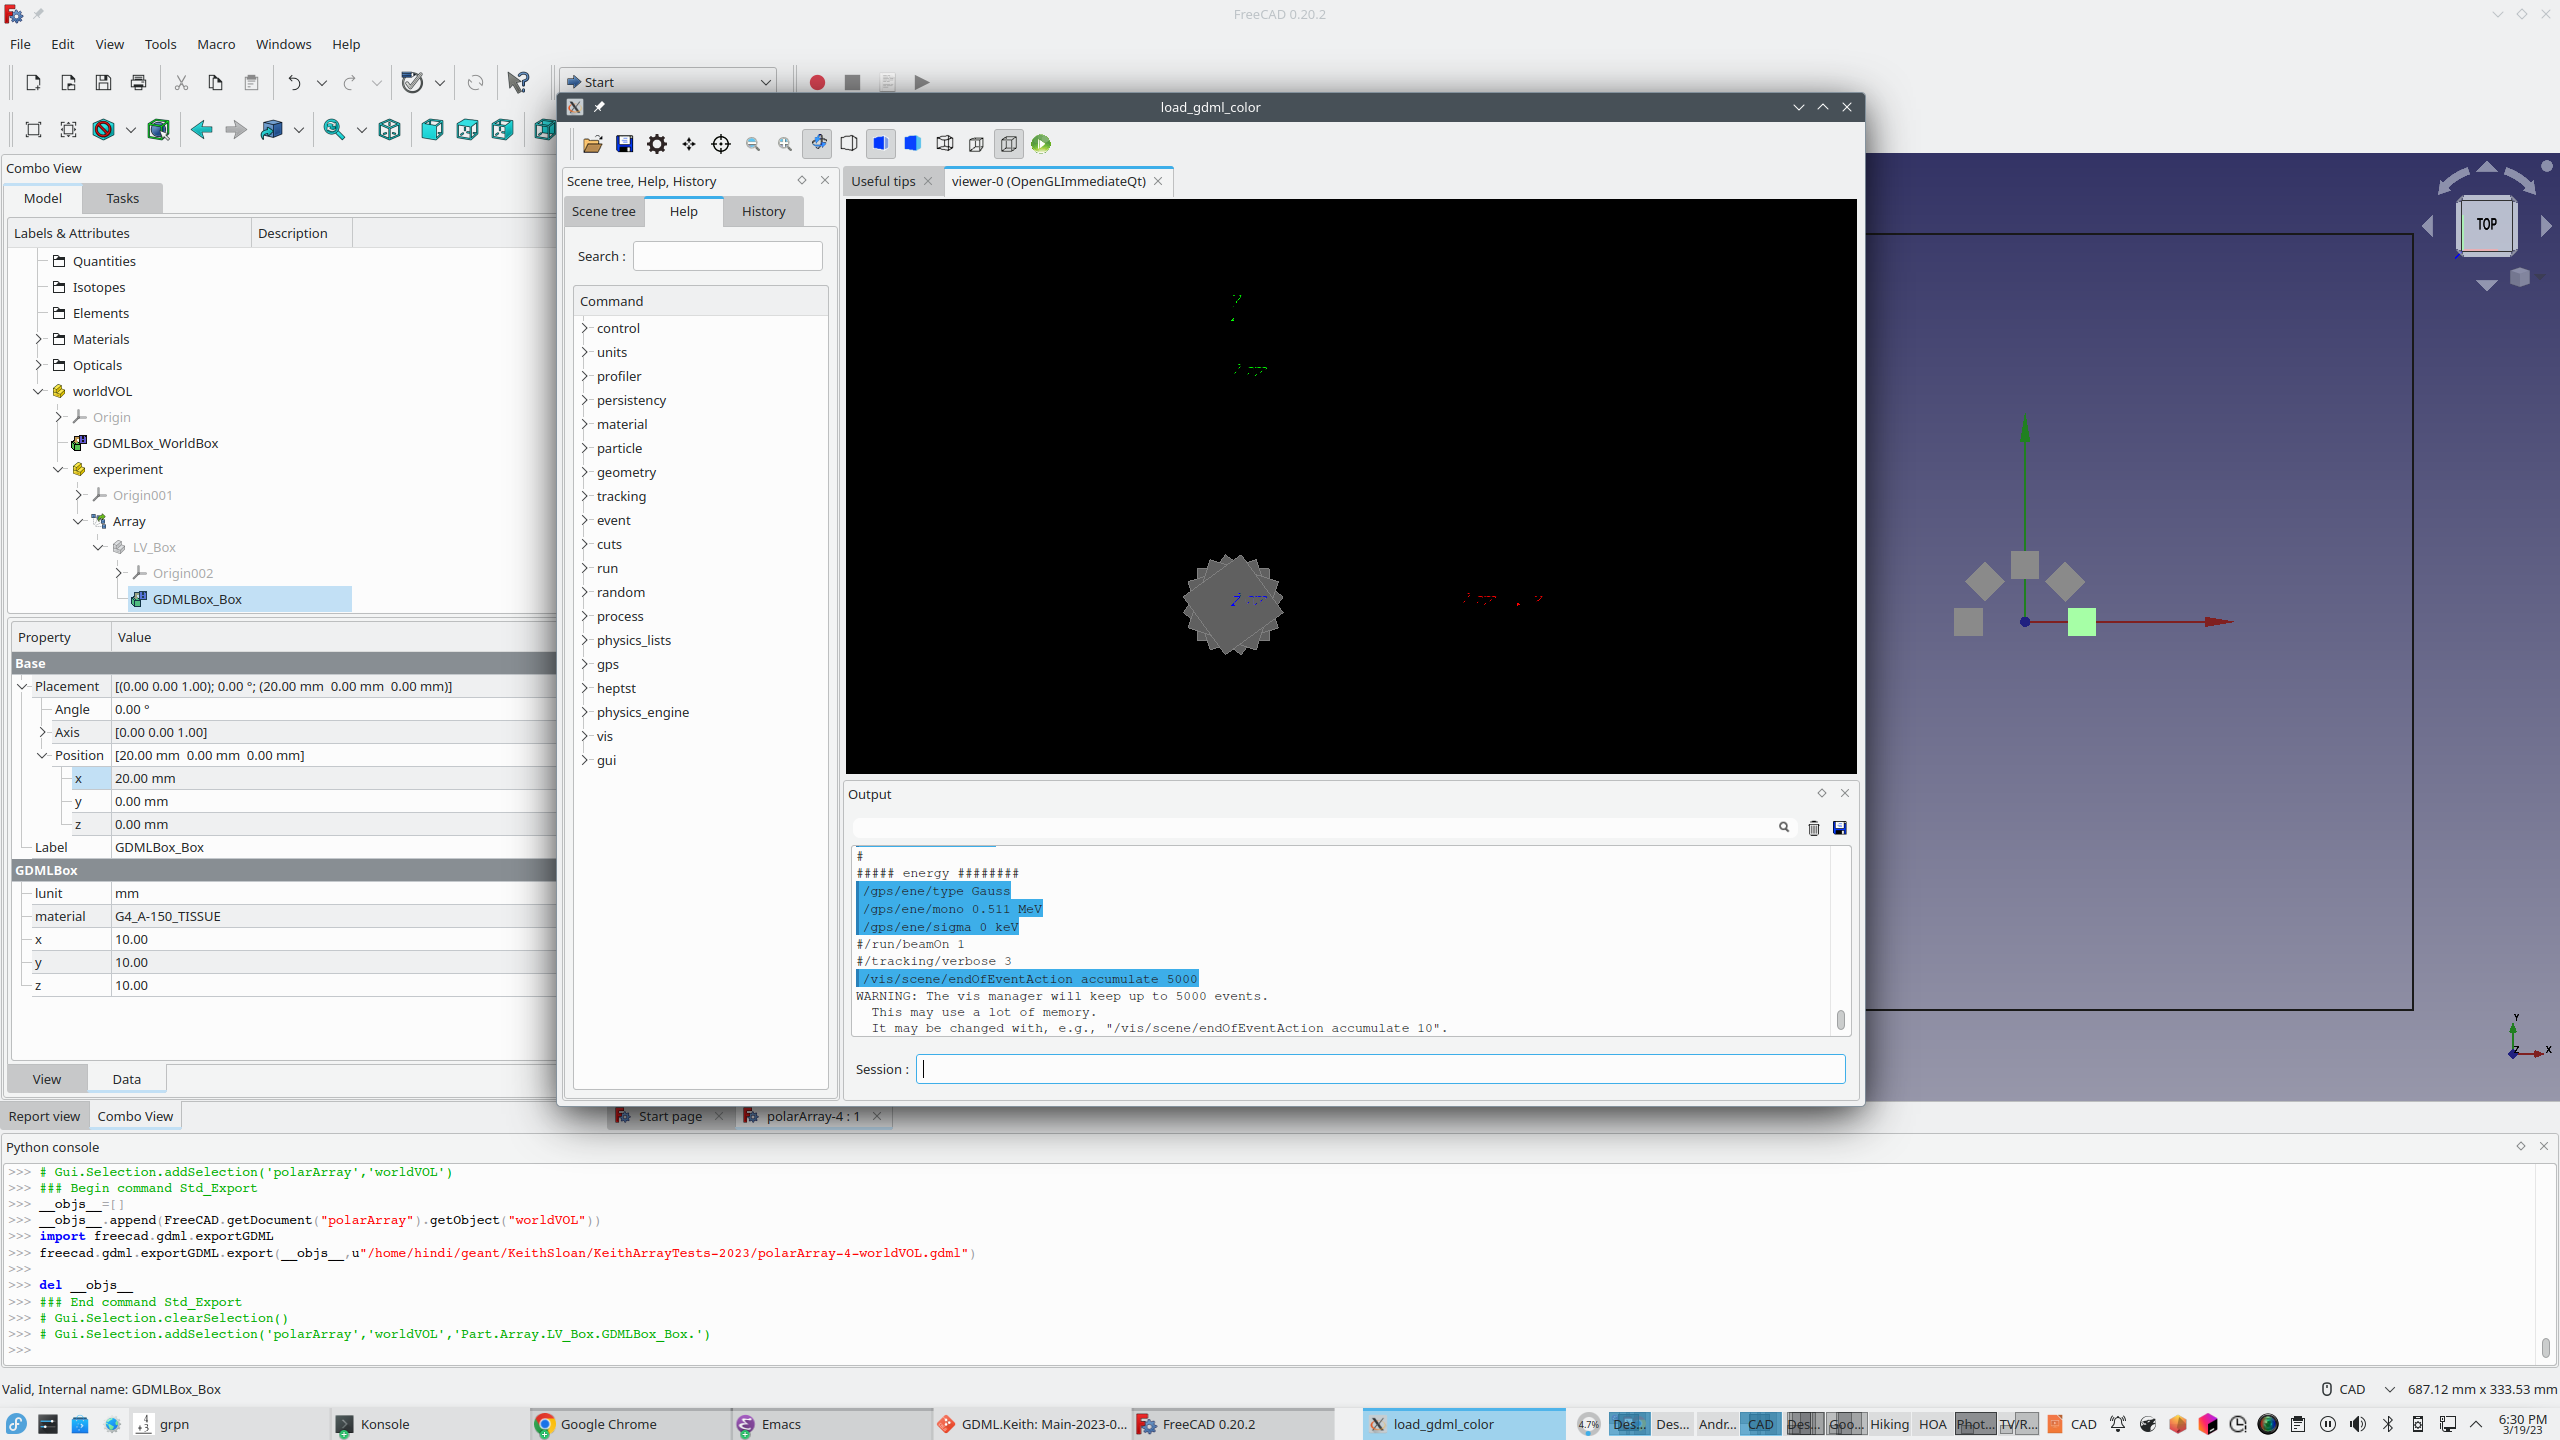 FreeCAD 0.20.2
File Edit View Tools Macro Windows Help
Start
Combo View
Model Tasks
Labels & Attributes Description
Quantities
Isotopes
Elements
Materials
Opticals
worldVOL
Origin
GDMLBox_WorldBox
experiment
Origin001
Array
LV_Box
Origin002
GDMLBox_Box
Property Value
Base
Placement [(0.00 0.00 1.00); 0.00 °; (20.00 mm 0.00 mm 0.00 mm)]
Angle 0.00 °
Axis [0.00 0.00 1.00]
Position [20.00 mm 0.00 mm 0.00 mm]
x 20.00 mm
y 0.00 mm
z 0.00 mm
Label GDMLBox_Box
GDMLBox
lunit mm
material G4_A-150_TISSUE
x 10.00
y 10.00
z 10.00
View Data
Report view Combo View
load_gdml_color
Scene tree, Help, History
Scene tree Help History
Search :
Command
control
units
profiler
persistency
material
particle
geometry
tracking
event
cuts
run
random
process
physics_lists
gps
heptst
physics_engine
vis
gui
Useful tips viewer-0 (OpenGLImmediateQt)
Output
#
##### energy ########
/gps/ene/type Gauss
/gps/ene/mono 0.511 MeV
/gps/ene/sigma 0 keV
#/run/beamOn 1
#/tracking/verbose 3
/vis/scene/endOfEventAction accumulate 5000
WARNING: The vis manager will keep up to 5000 events.
This may use a lot of memory.
It may be changed with, e.g., "/vis/scene/endOfEventAction accumulate 10".
Session :
TOP
Y
Z X
Start page polarArray-4 : 1
Python console
>>> # Gui.Selection.addSelection('polarArray','worldVOL')
>>> ### Begin command Std_Export
>>> __objs__=[]
>>> __objs__.append(FreeCAD.getDocument("polarArray").getObject("worldVOL"))
>>> import freecad.gdml.exportGDML
>>> freecad.gdml.exportGDML.export(__objs__,u"/home/hindi/geant/KeithSloan/KeithArrayTests-2023/polarArray-4-worldVOL.gdml")
>>>
>>> del __objs__
>>> ### End command Std_Export
>>> # Gui.Selection.clearSelection()
>>> # Gui.Selection.addSelection('polarArray','worldVOL','Part.Array.LV_Box.GDMLBox_Box.')
>>>
Valid, Internal name: GDMLBox_Box
CAD 687.12 mm x 333.53 mm
grpn Konsole Google Chrome Emacs GDML.Keith: Main-2023-0... FreeCAD 0.20.2 load_gdml_color 4.7% Des... Des... Andr... CAD Des... Goo... Hiking HOA Phot... TV/R... CAD 6:30 PM
3/19/23